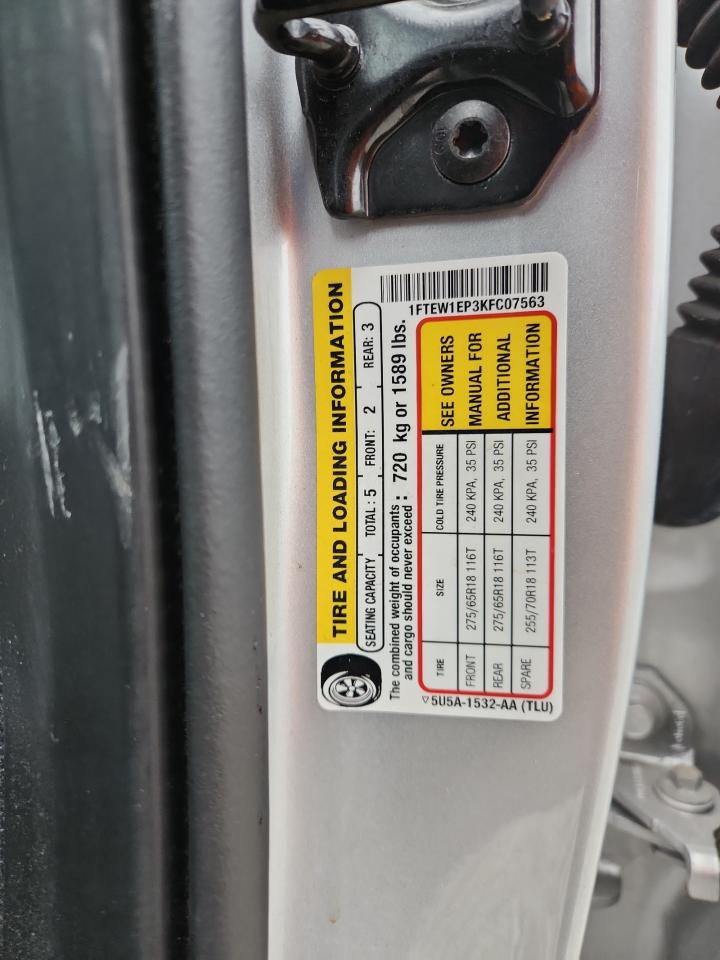 TIRE AND LOADING INFORMATION
SEATING CAPACITY TOTAL : 5 FRONT: 2 REAR: 3
The combined weight of occupants
and cargo should never exceed : 720 kg or 1589 lbs.
1FTEW1EP3KFC07563
TIRE SIZE COLD TIRE PRESSURE
FRONT 275/65R18 116T 240 KPA, 35 PSI
REAR 275/65R18 116T 240 KPA, 35 PSI
SPARE 255/70R18 113T 240 KPA, 35 PSI
SEE OWNERS
MANUAL FOR
ADDITIONAL
INFORMATION
5U5A-1532-AA (TLU)